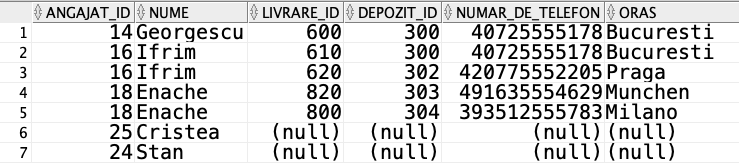 ANGAJAT_ID NUME LIVRARE_ID DEPOZIT_ID NUMAR_DE_TELEFON ORAS
1 14 Georgescu 600 300 40725555178 Bucuresti
2 16 Ifrim 610 300 40725555178 Bucuresti
3 16 Ifrim 620 302 420775552205 Praga
4 18 Enache 820 303 491635554629 Munchen
5 18 Enache 800 304 393512555783 Milano
6 25 Cristea (null) (null) (null) (null)
7 24 Stan (null) (null) (null) (null)